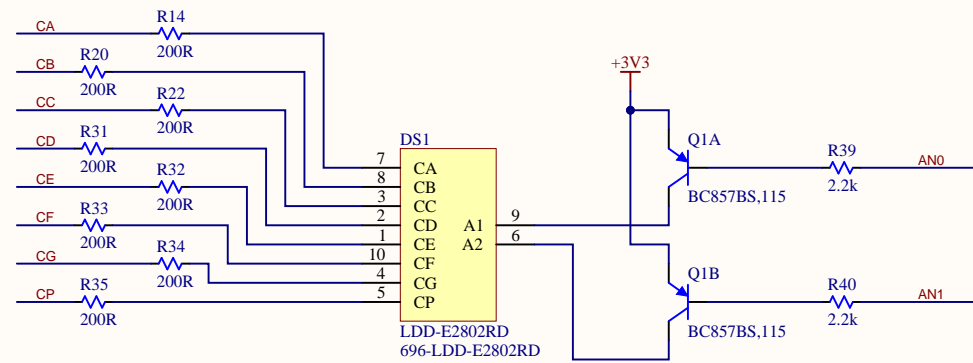 CA
R14
200R
CB
R20
200R
CC
R22
200R
CD
R31
200R
CE
R32
200R
CF
R33
200R
CG
R34
200R
CP
R35
200R
DS1
7 CA
8 CB
3 CC
2 CD
1 CE
10 CF
4 CG
5 CP
A1 9
A2 6
LDD-E2802RD
696-LDD-E2802RD
+3V3
Q1A
BC857BS,115
R39
2.2k
AN0
Q1B
BC857BS,115
R40
2.2k
AN1